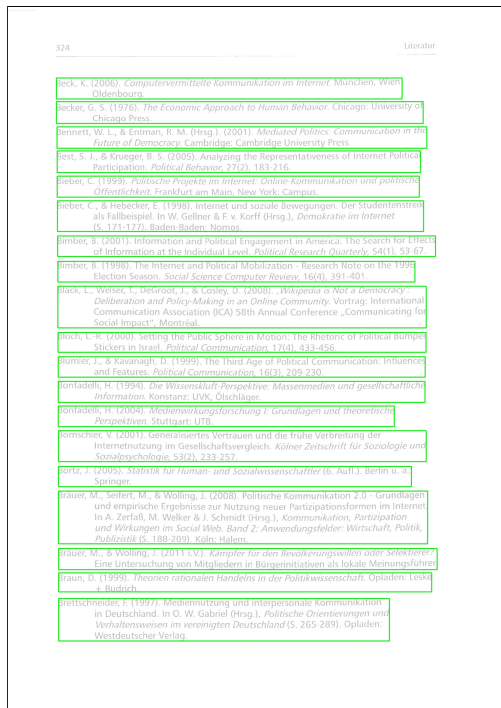 324
Literatur
Beck, K. (2006). Computervermittelte Kommunikation im Internet. München, Wien:
Oldenbourg.
Becker, G. S. (1976). The Economic Approach to Human Behavior. Chicago: University of
Chicago Press.
Bennett, W. L., & Entman, R. M. (Hrsg.). (2001). Mediated Politics: Communication in the
Future of Democracy. Cambridge: Cambridge University Press.
Best, S. J., & Krueger, B. S. (2005). Analyzing the Representativeness of Internet Political
Participation. Political Behavior, 27(2), 183-216.
Bieber, C. (1999). Politische Projekte im Internet: Online-Kommunikation und politische
Öffentlichkeit. Frankfurt am Main, New York: Campus.
Bieber, C., & Hebecker, E. (1998). Internet und soziale Bewegungen. Der Studentenstreik
als Fallbeispiel. In W. Gellner & F. v. Korff (Hrsg.), Demokratie im Internet
(S. 171-177). Baden-Baden: Nomos.
Bimber, B. (2001). Information and Political Engagement in America: The Search for Effects
of Information at the Individual Level. Political Research Quarterly, 54(1), 53-67.
Bimber, B. (1998). The Internet and Political Mobilization - Research Note on the 1996
Election Season. Social Science Computer Review, 16(4), 391-401.
Black, L., Welser, T., DeGroot, J., & Cosley, D. (2008). „Wikipedia is Not a Democracy":
Deliberation and Policy-Making in an Online Community. Vortrag: International
Communication Association (ICA) 58th Annual Conference „Communicating for
Social Impact", Montréal.
Bloch, L.-R. (2000). Setting the Public Sphere in Motion: The Rhetoric of Political Bumper
Stickers in Israel. Political Communication, 17(4), 433-456.
Blumler, J., & Kavanagh, D. (1999). The Third Age of Political Communication: Influences
and Features. Political Communication, 16(3), 209-230.
Bonfadelli, H. (1994). Die Wissenskluft-Perspektive: Massenmedien und gesellschaftliche
Information. Konstanz: UVK, Ölschläger.
Bonfadelli, H. (2004). Medienwirkungsforschung I: Grundlagen und theoretische
Perspektiven. Stuttgart: UTB.
Bornschier, V. (2001). Generalisiertes Vertrauen und die frühe Verbreitung der
Internetnutzung im Gesellschaftsvergleich. Kölner Zeitschrift für Soziologie und
Sozialpsychologie, 53(2), 233-257.
Bortz, J. (2005). Statistik für Human- und Sozialwissenschaftler (6. Aufl.). Berlin u. a.:
Springer.
Bräuer, M., Seifert, M., & Wolling, J. (2008). Politische Kommunikation 2.0 - Grundlagen
und empirische Ergebnisse zur Nutzung neuer Partizipationsformen im Internet.
In A. Zerfaß, M. Welker & J. Schmidt (Hrsg.), Kommunikation, Partizipation
und Wirkungen im Social Web. Band 2: Anwendungsfelder: Wirtschaft, Politik,
Publizistik (S. 188-209). Köln: Halem.
Bräuer, M., & Wolling, J. (2011 i.V.). Kämpfer für den Bevölkerungswillen oder Selektierer?
Eine Untersuchung von Mitgliedern in Bürgerinitiativen als lokale Meinungsführer.
Braun, D. (1999). Theorien rationalen Handelns in der Politikwissenschaft. Opladen: Leske
+ Budrich.
Brettschneider, F. (1997). Mediennutzung und interpersonale Kommunikation
in Deutschland. In O. W. Gabriel (Hrsg.), Politische Orientierungen und
Verhaltensweisen im vereinigten Deutschland (S. 265-289). Opladen:
Westdeutscher Verlag.